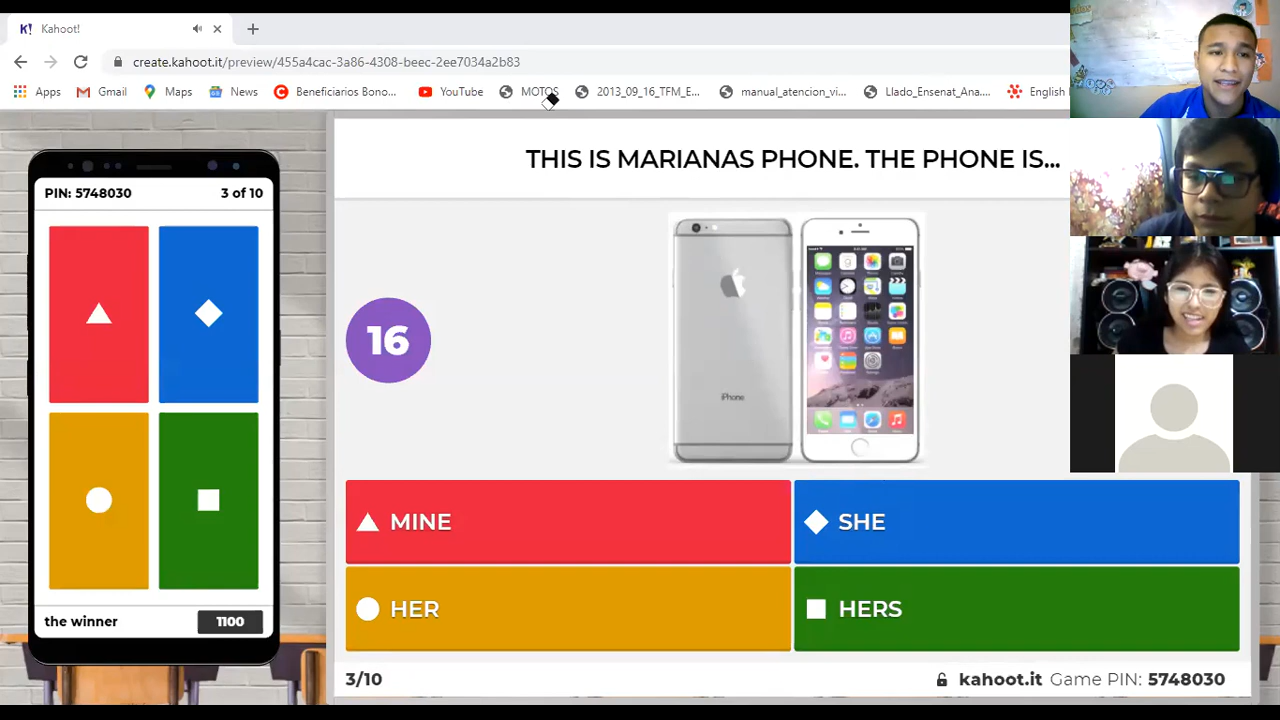 Kahoot!
create.kahoot.it/preview/455a4cac-3a86-4308-beec-2ee7034a2b83
Apps Gmail Maps News Beneficiarios Bono... YouTube MOTOS 2013_09_16_TFM_E... manual_atencion_vi... Llado_Ensenat_Ana... English
PIN: 5748030 3 of 10
THIS IS MARIANAS PHONE. THE PHONE IS...
16
iPhone
MINE
SHE
HER
HERS
the winner 1100
3/10
kahoot.it Game PIN: 5748030